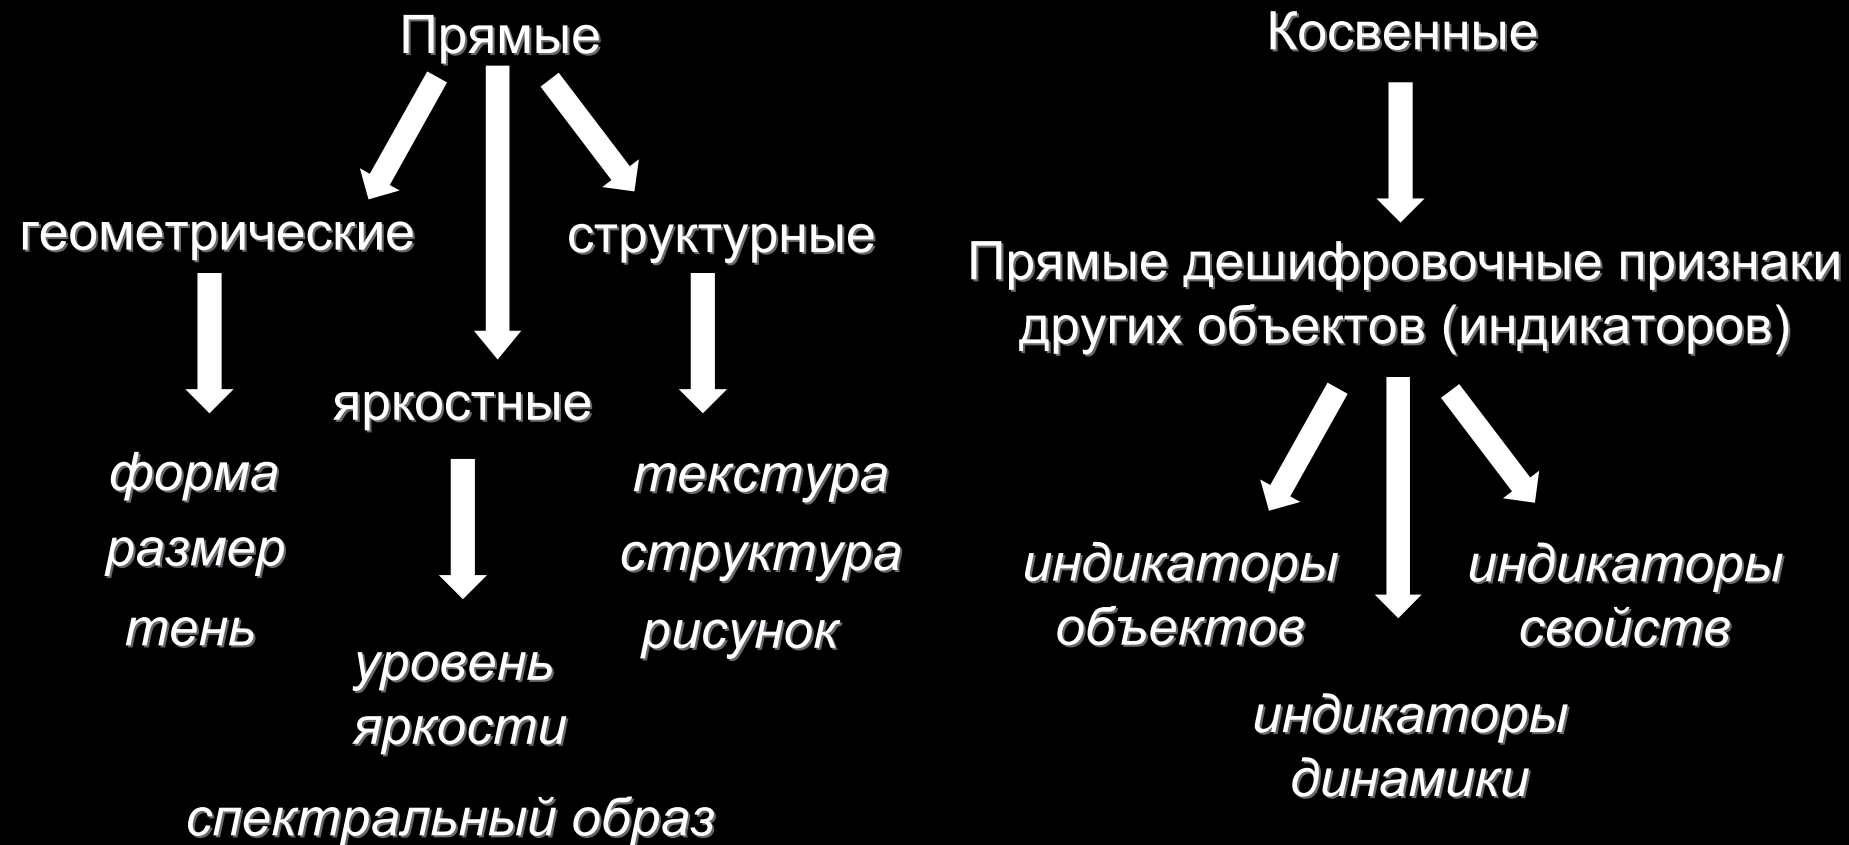 Прямые
геометрические
структурные
яркостные
форма
размер
тень
текстура
структура
рисунок
уровень
яркости
спектральный образ
Косвенные
Прямые дешифровочные признаки
других объектов (индикаторов)
индикаторы
объектов
индикаторы
свойств
индикаторы
динамики